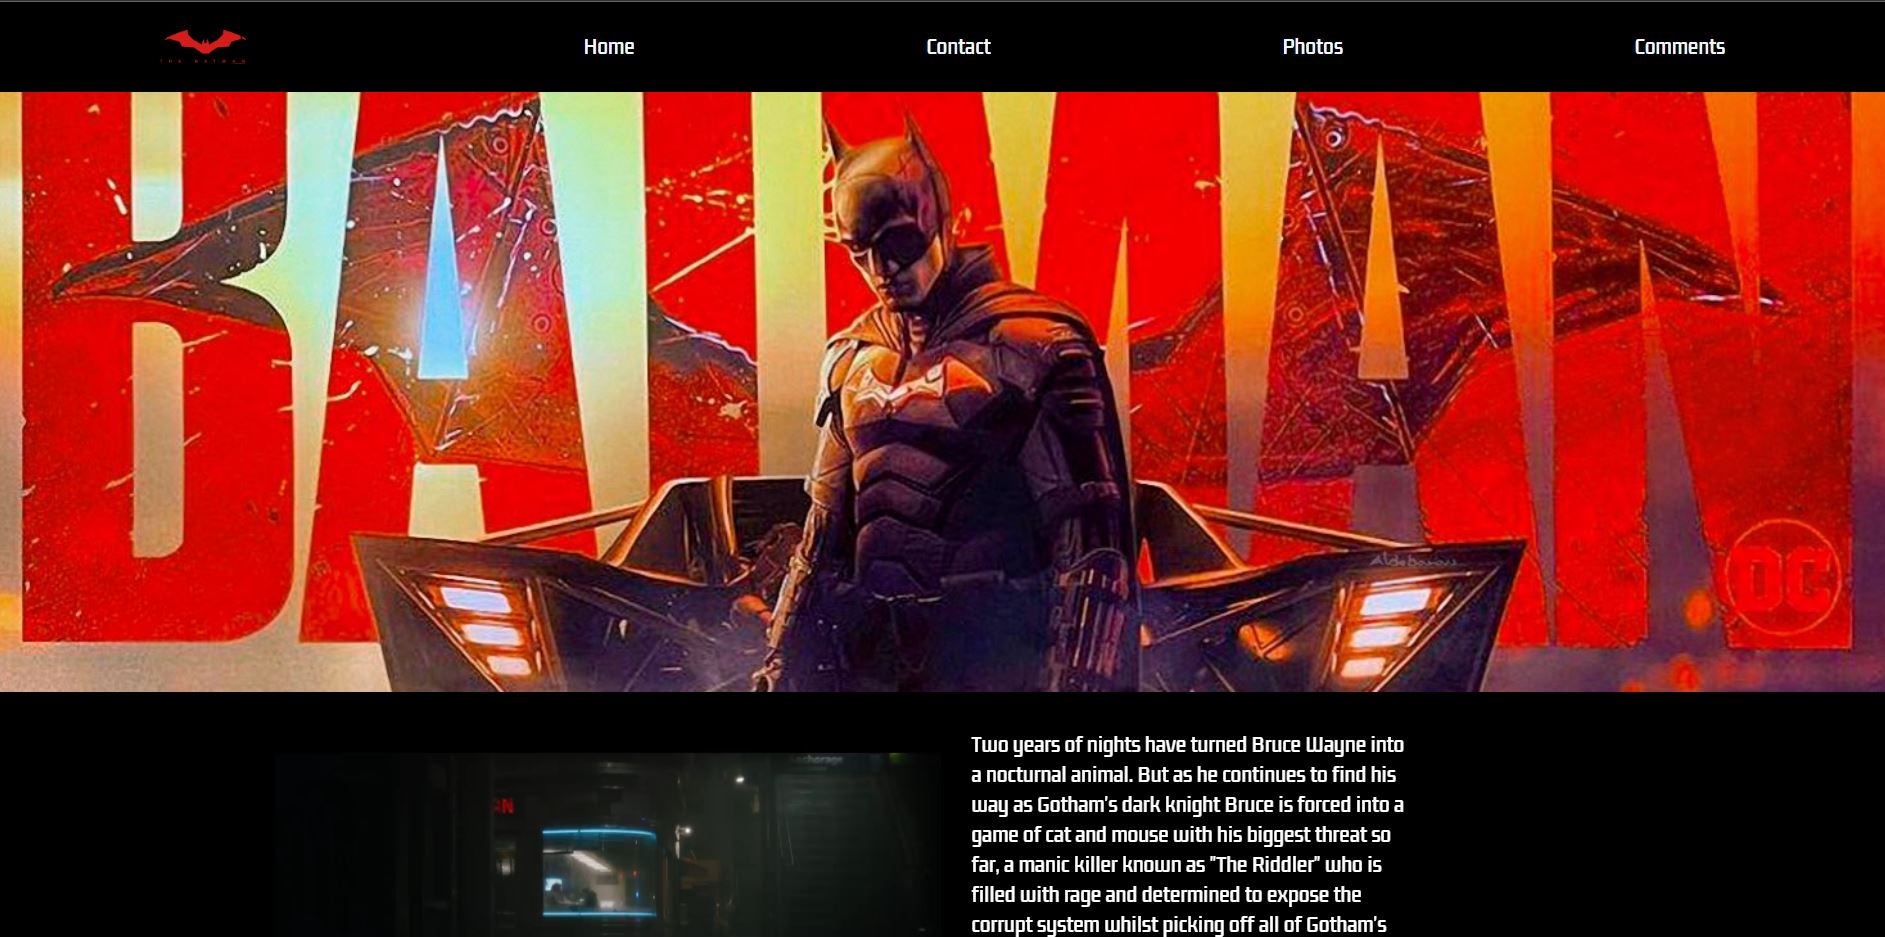 THE BATMAN
Home
Contact
Photos
Comments
BATMAN
Aldobaran
DC
Two years of nights have turned Bruce Wayne into
a nocturnal animal. But as he continues to find his
way as Gotham's dark knight Bruce is forced into a
game of cat and mouse with his biggest threat so
far, a manic killer known as "The Riddler" who is
filled with rage and determined to expose the
corrupt system whilst picking off all of Gotham's